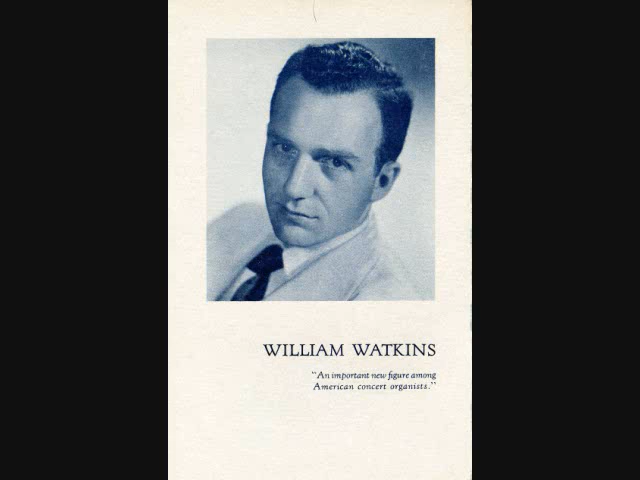 WILLIAM WATKINS
"An important new figure among
American concert organists."